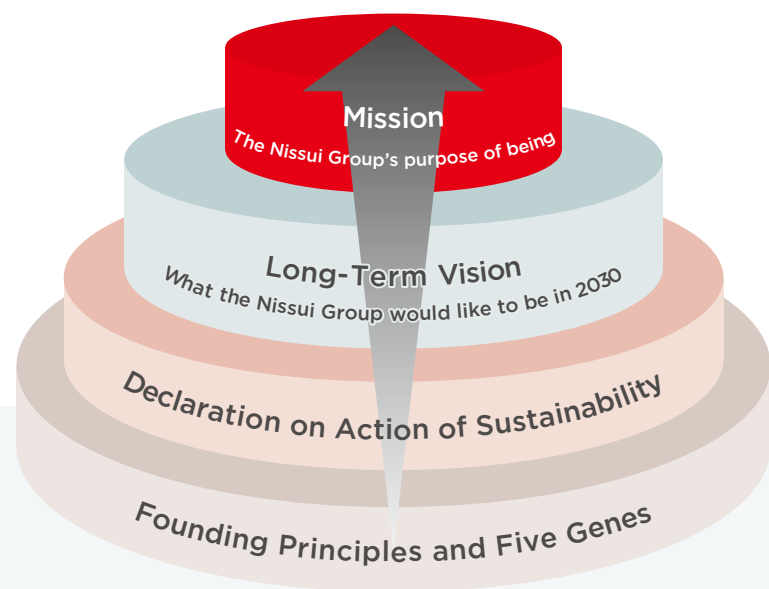 Mission
The Nissui Group's purpose of being
Long-Term Vision
What the Nissui Group would like to be in 2030
Declaration on Action of Sustainability
Founding Principles and Five Genes